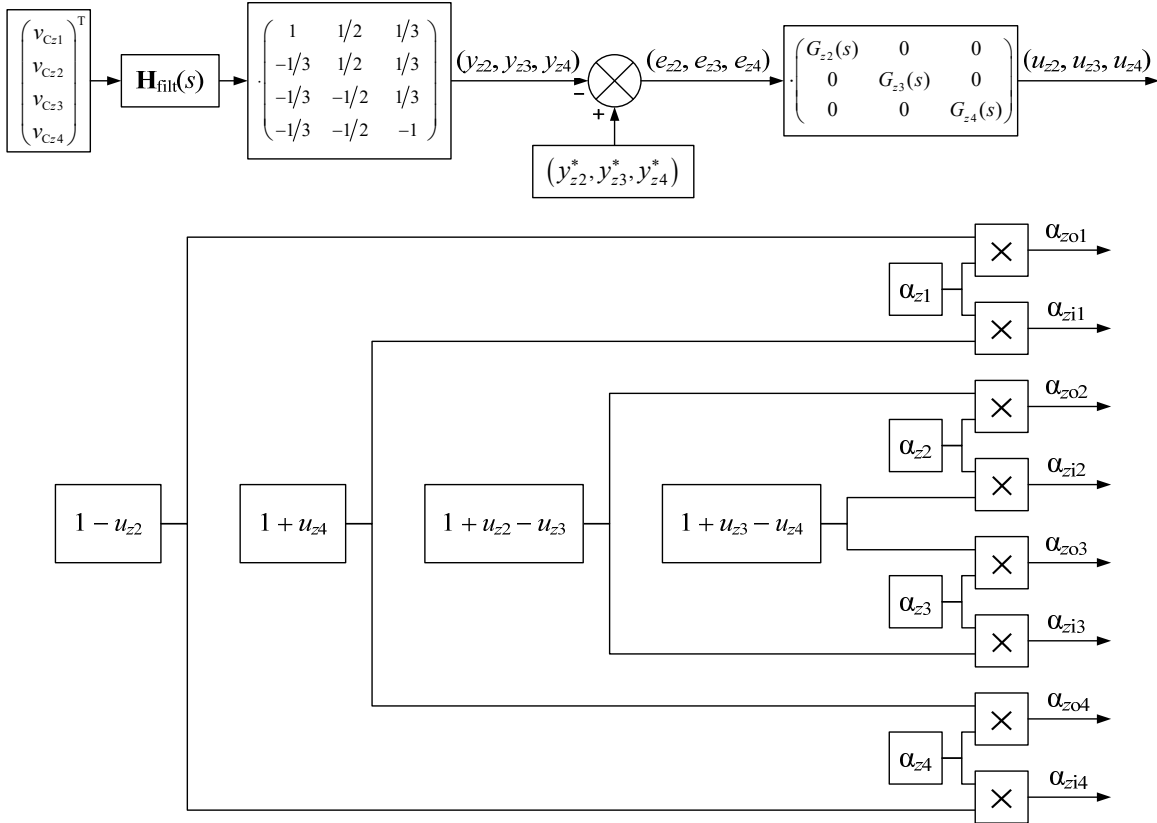 (v_Cz1 v_Cz2 v_Cz3 v_Cz4)^T
H_filt(s)
·
1 1/2 1/3
−1/3 1/2 1/3
−1/3 −1/2 1/3
−1/3 −1/2 −1
(y_z2, y_z3, y_z4)
−
+
(y*_z2, y*_z3, y*_z4)
(e_z2, e_z3, e_z4)
·
G_z2(s) 0 0
0 G_z3(s) 0
0 0 G_z4(s)
(u_z2, u_z3, u_z4)
1 − u_z2
1 + u_z4
1 + u_z2 − u_z3
1 + u_z3 − u_z4
α_z1
× α_zo1
× α_zi1
α_z2
× α_zo2
× α_zi2
α_z3
× α_zo3
× α_zi3
α_z4
× α_zo4
× α_zi4